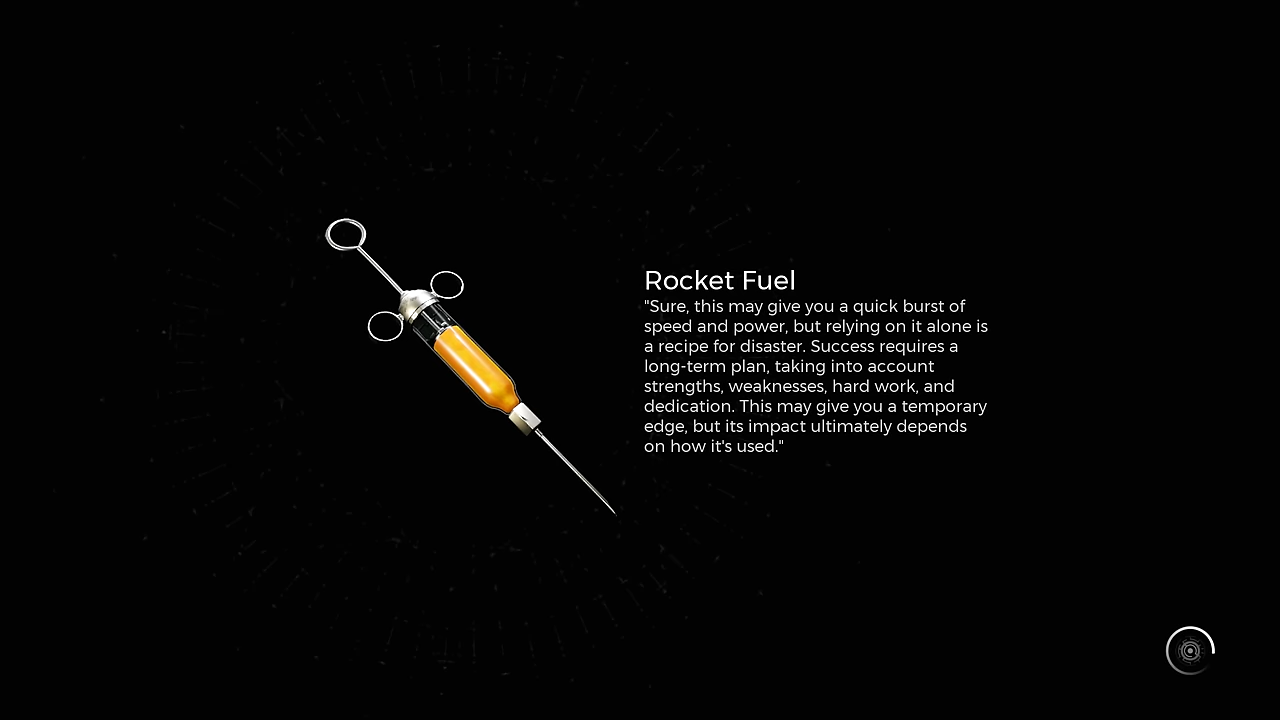 Rocket Fuel
"Sure, this may give you a quick burst of
speed and power, but relying on it alone is
a recipe for disaster. Success requires a
long-term plan, taking into account
strengths, weaknesses, hard work, and
dedication. This may give you a temporary
edge, but its impact ultimately depends
on how it's used."